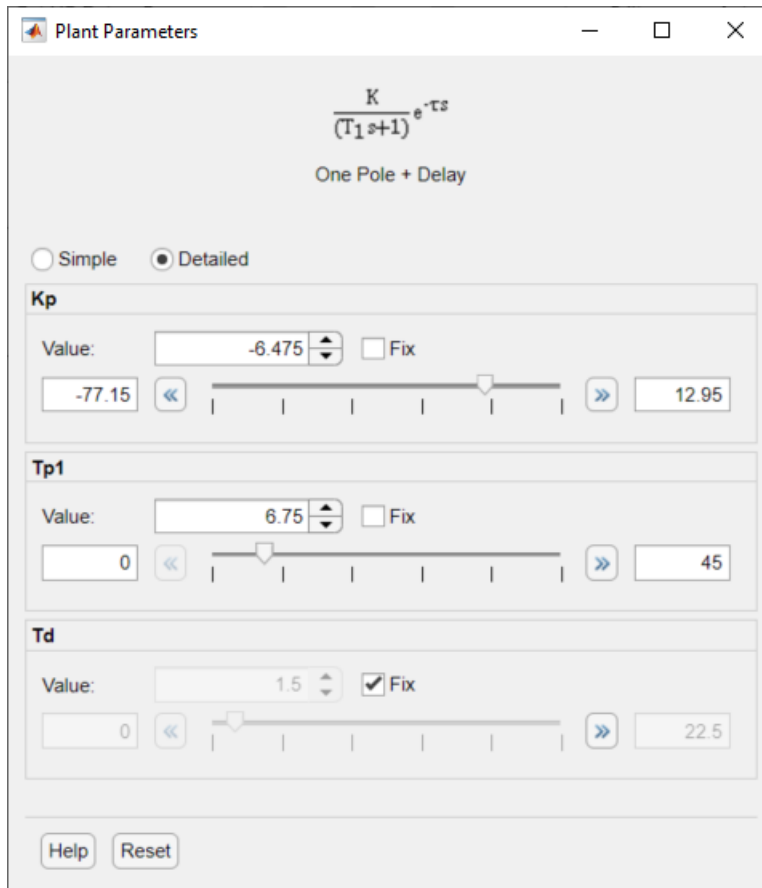 Plant Parameters
K
(T1s+1) e^-τs
One Pole + Delay
Simple Detailed
Kp
Value: -6.475 Fix
-77.15 « » 12.95
Tp1
Value: 6.75 Fix
0 « » 45
Td
Value: 1.5 Fix
0 « » 22.5
Help Reset